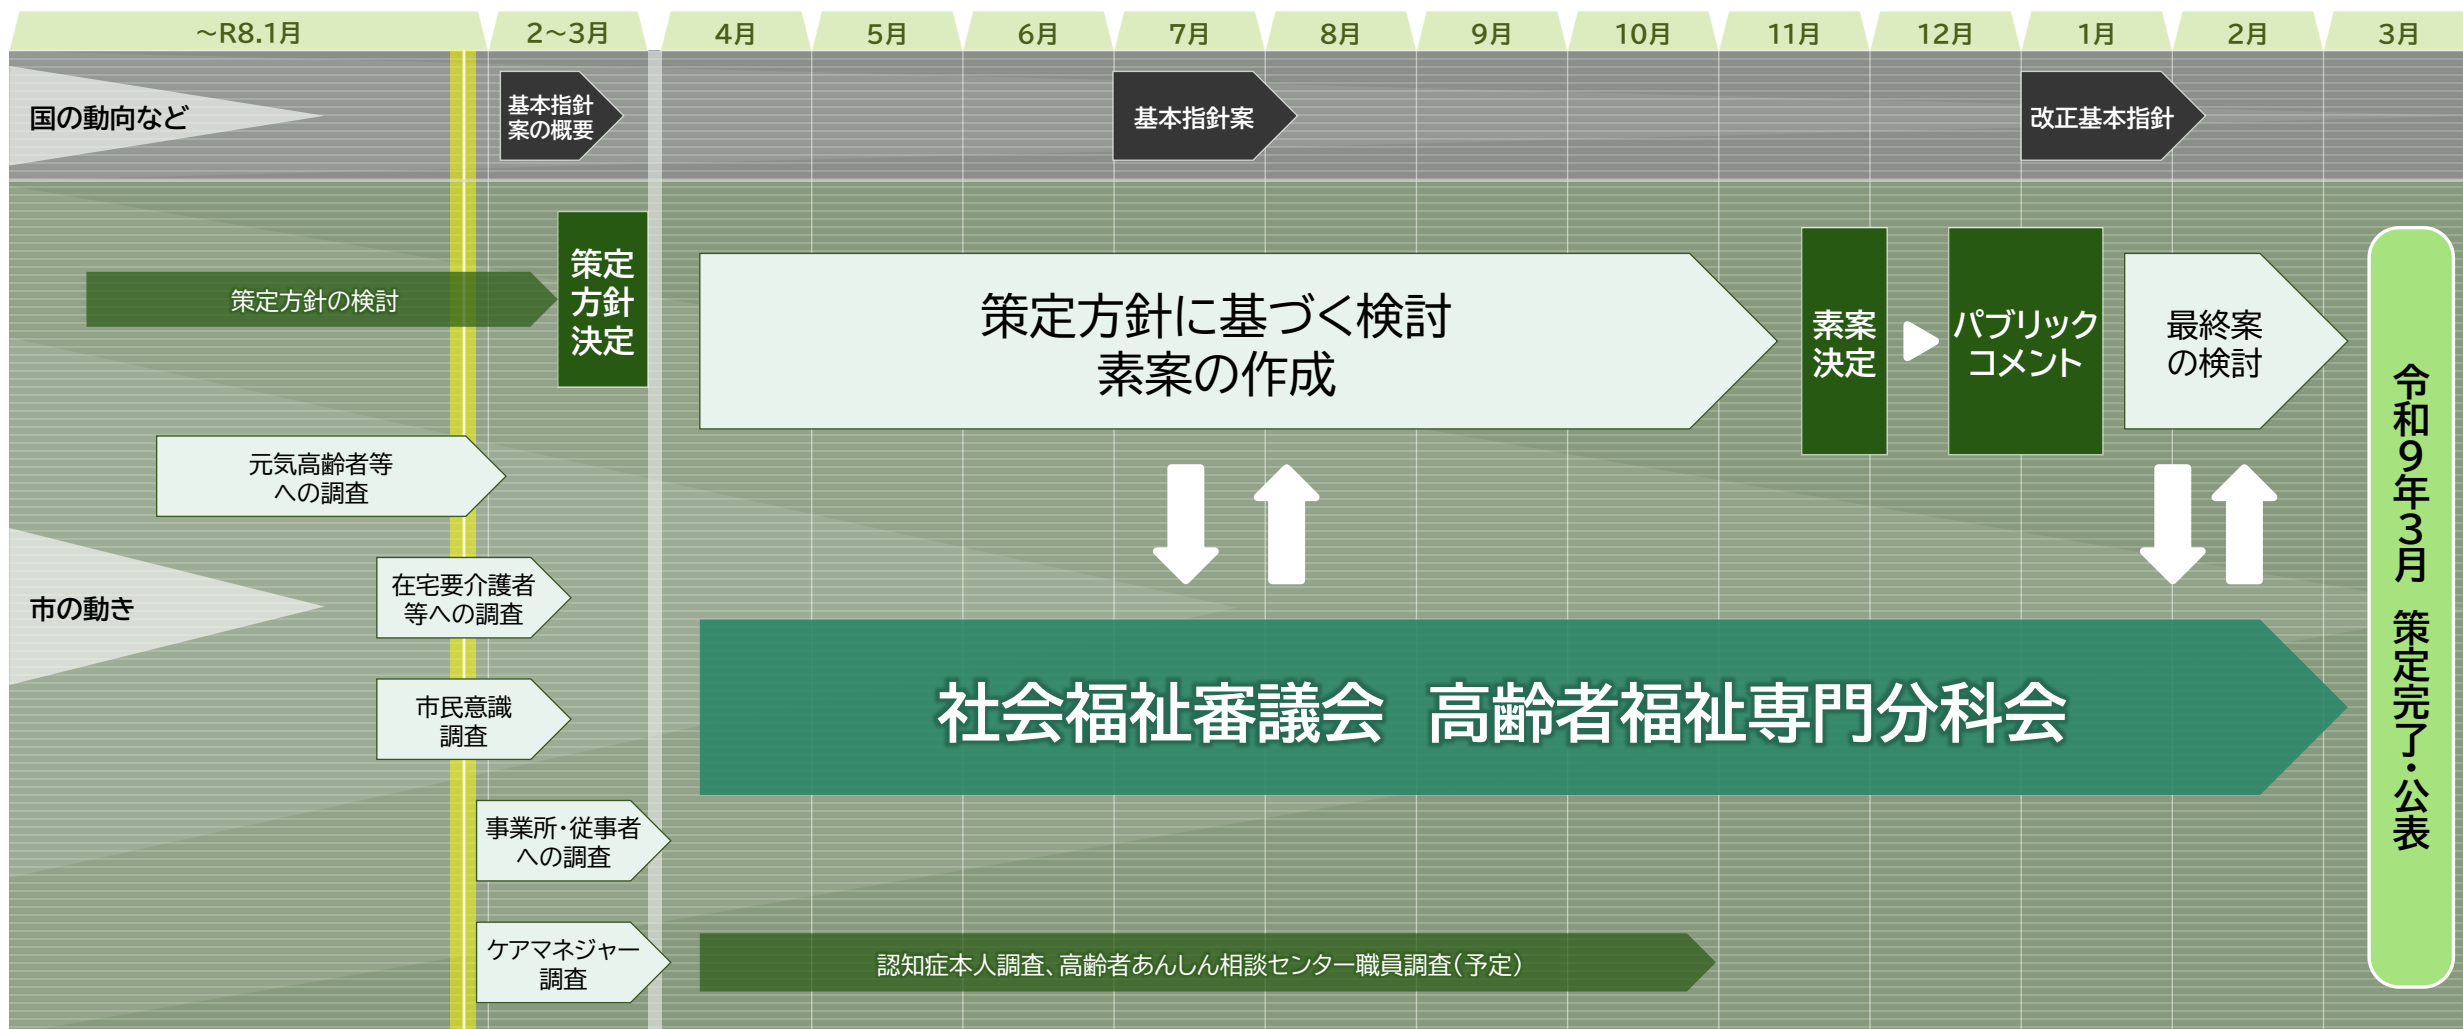 ～R8.1月
2～3月
4月
5月
6月
7月
8月
9月
10月
11月
12月
1月
2月
3月
国の動向など
基本指針
案の概要
基本指針案
改正基本指針
市の動き
策定方針の検討
策定
方針
決定
策定方針に基づく検討
素案の作成
素案
決定
パブリック
コメント
最終案
の検討
令和９年３月　策定完了・公表
元気高齢者等
への調査
在宅要介護者
等への調査
市民意識
調査
社会福祉審議会　高齢者福祉専門分科会
事業所・従事者
への調査
ケアマネジャー
調査
認知症本人調査、高齢者あんしん相談センター職員調査（予定）